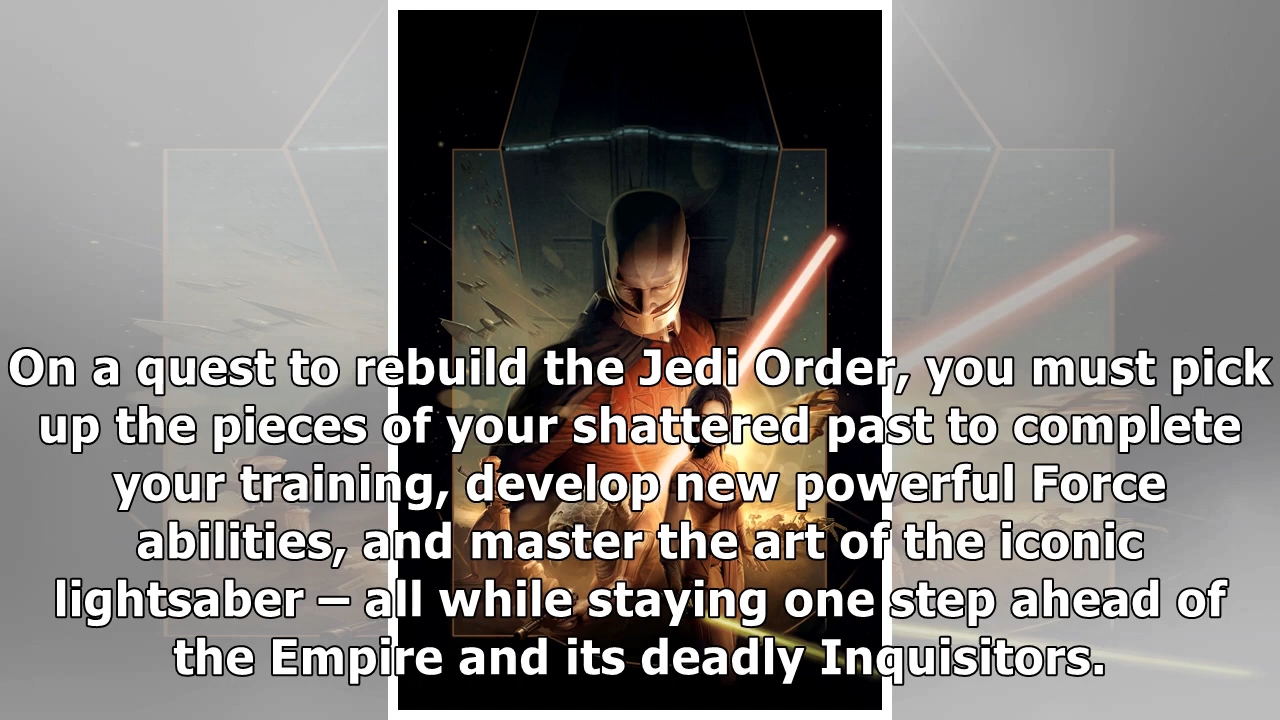 On a quest to rebuild the Jedi Order, you must pick
up the pieces of your shattered past to complete
your training, develop new powerful Force
abilities, and master the art of the iconic
lightsaber – all while staying one step ahead of
the Empire and its deadly Inquisitors.